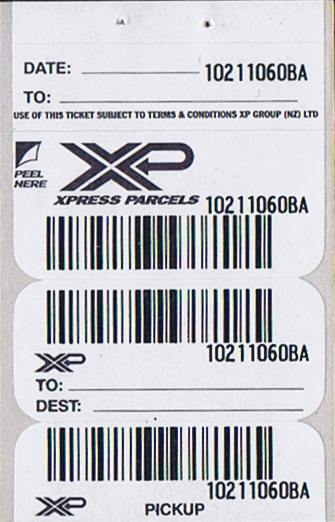 DATE: 10211060BA
TO:
USE OF THIS TICKET SUBJECT TO TERMS & CONDITIONS XP GROUP (NZ) LTD
PEEL
HERE
XP
XPRESS PARCELS 10211060BA
10211060BA
XP
TO:
DEST:
10211060BA
XP PICKUP